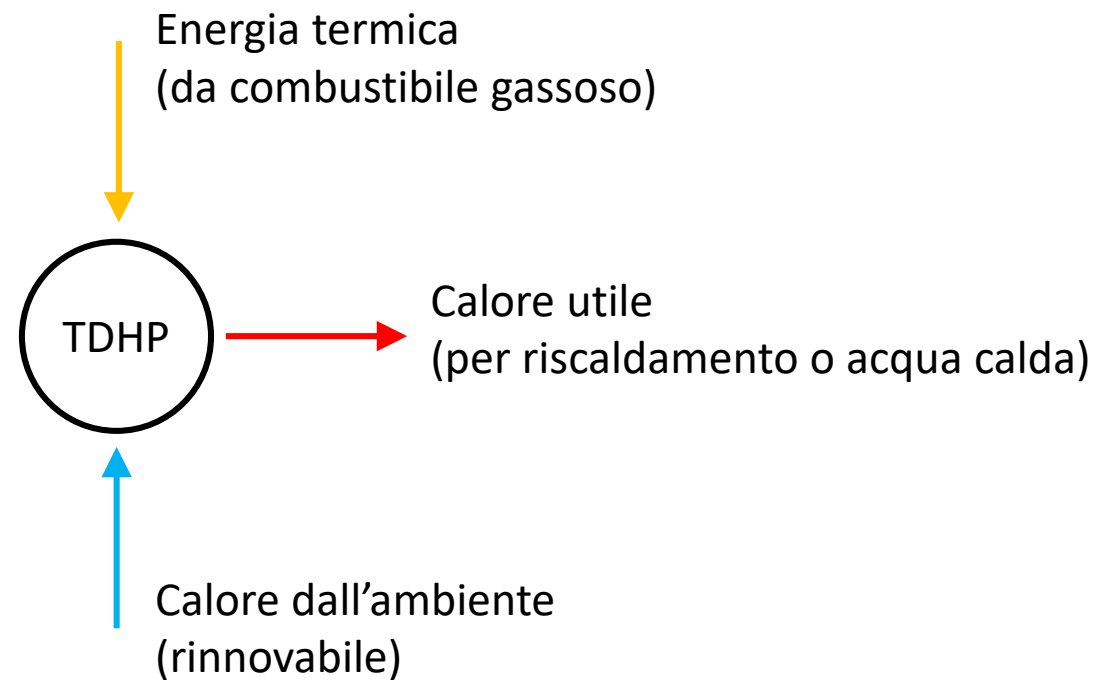 Energia termica
(da combustibile gassoso)
TDHP
Calore utile
(per riscaldamento o acqua calda)
Calore dall’ambiente
(rinnovabile)